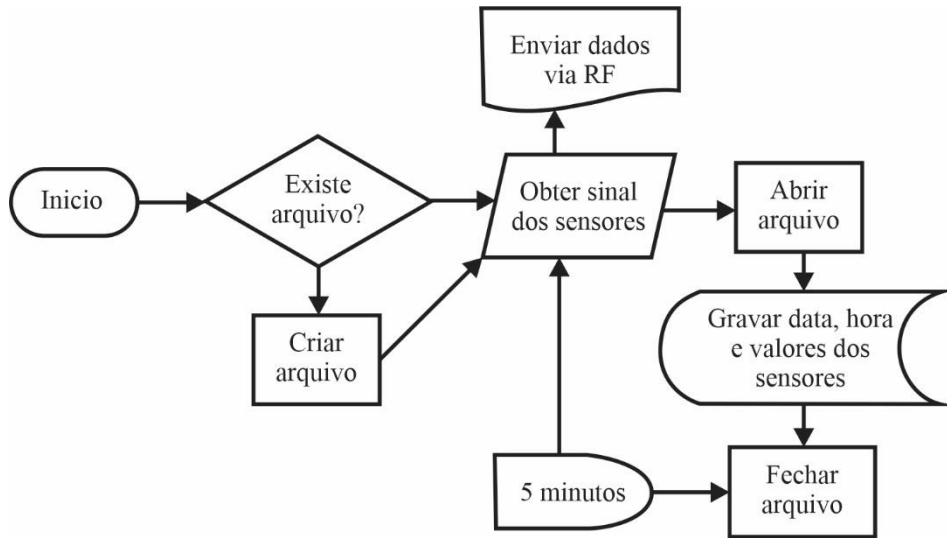 Inicio
Existe
arquivo?
Criar
arquivo
Enviar dados
via RF
Obter sinal
dos sensores
Abrir
arquivo
Gravar data, hora
e valores dos
sensores
5 minutos
Fechar
arquivo